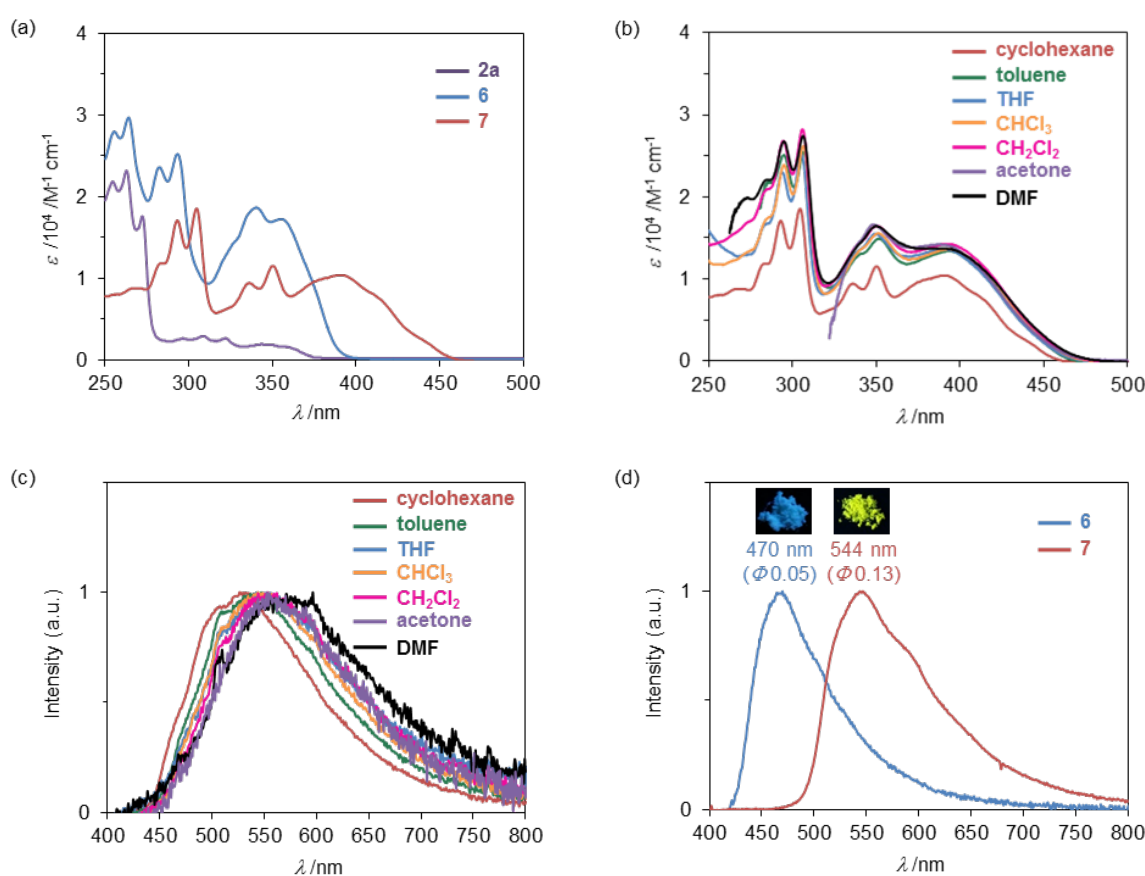 (a)
4
3
2
1
0
250 300 350 400 450 500
ε /10⁴ /M⁻¹ cm⁻¹
λ /nm
2a
6
7
(b)
4
3
2
1
0
250 300 350 400 450 500
ε /10⁴ /M⁻¹ cm⁻¹
λ /nm
cyclohexane
toluene
THF
CHCl₃
CH₂Cl₂
acetone
DMF
(c)
1
0
400 450 500 550 600 650 700 750 800
Intensity (a.u.)
λ /nm
cyclohexane
toluene
THF
CHCl₃
CH₂Cl₂
acetone
DMF
(d)
1
0
400 450 500 550 600 650 700 750 800
Intensity (a.u.)
λ /nm
470 nm 544 nm
(Φ0.05) (Φ0.13)
6
7